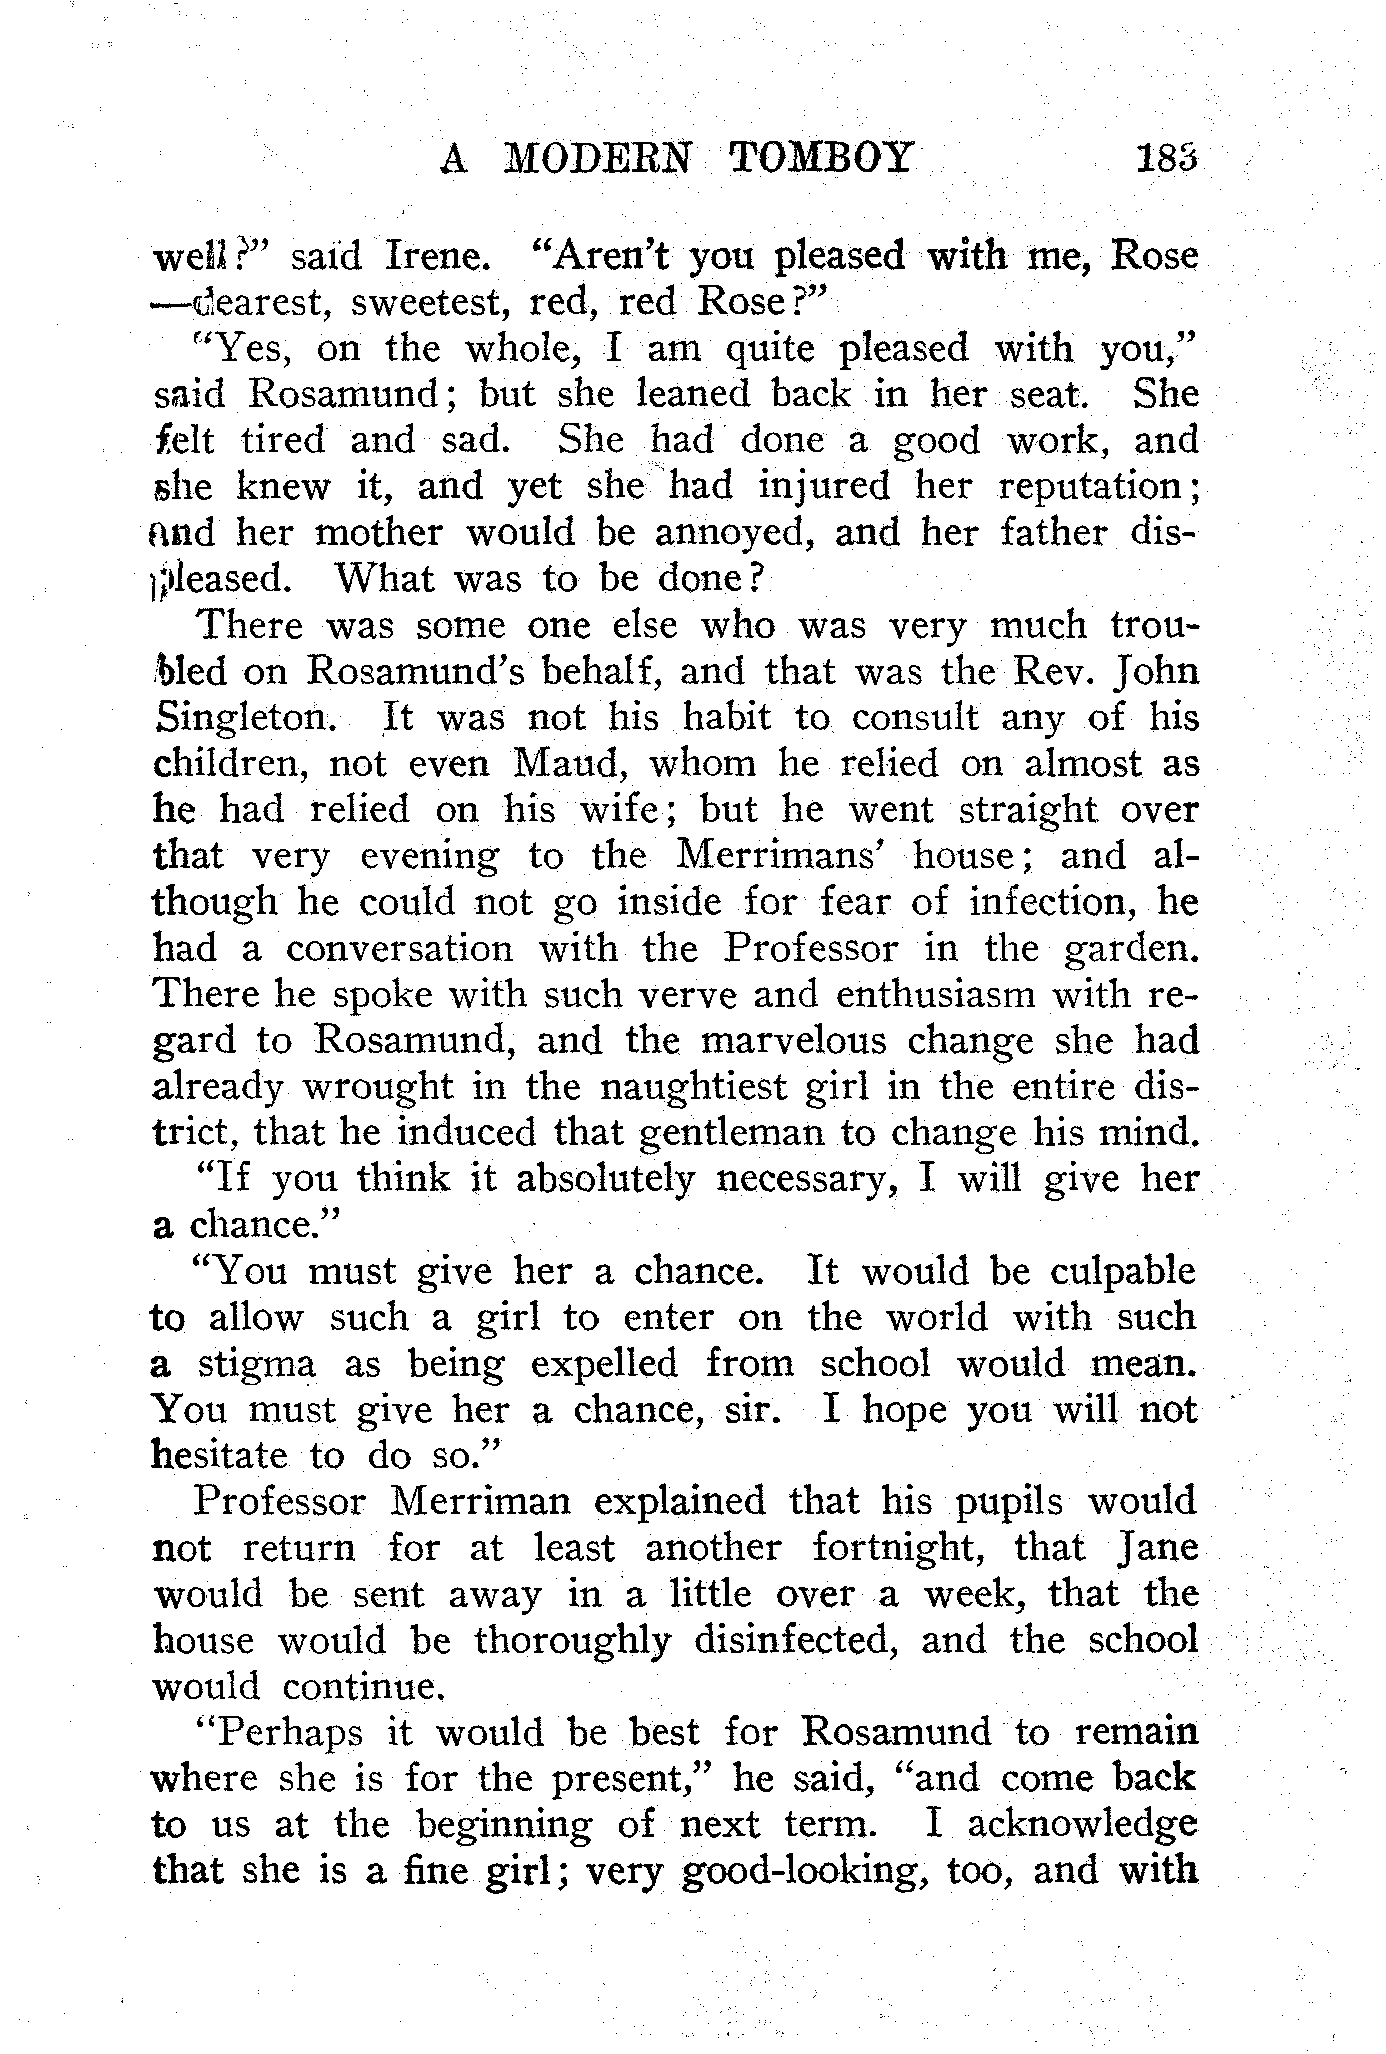 A MODERN TOMBOY 183
well?" said Irene. "Aren't you pleased with me, Rose
—dearest, sweetest, red, red Rose?"
"Yes, on the whole, I am quite pleased with you,"
said Rosamund; but she leaned back in her seat. She
felt tired and sad. She had done a good work, and
she knew it, and yet she had injured her reputation;
and her mother would be annoyed, and her father dis-
pleased. What was to be done?
There was some one else who was very much trou-
bled on Rosamund's behalf, and that was the Rev. John
Singleton. It was not his habit to consult any of his
children, not even Maud, whom he relied on almost as
he had relied on his wife; but he went straight over
that very evening to the Merrimans' house; and al-
though he could not go inside for fear of infection, he
had a conversation with the Professor in the garden.
There he spoke with such verve and enthusiasm with re-
gard to Rosamund, and the marvelous change she had
already wrought in the naughtiest girl in the entire dis-
trict, that he induced that gentleman to change his mind.
"If you think it absolutely necessary, I will give her
a chance."
"You must give her a chance. It would be culpable
to allow such a girl to enter on the world with such
a stigma as being expelled from school would mean.
You must give her a chance, sir. I hope you will not
hesitate to do so."
Professor Merriman explained that his pupils would
not return for at least another fortnight, that Jane
would be sent away in a little over a week, that the
house would be thoroughly disinfected, and the school
would continue.
"Perhaps it would be best for Rosamund to remain
where she is for the present," he said, "and come back
to us at the beginning of next term. I acknowledge
that she is a fine girl; very good-looking, too, and with